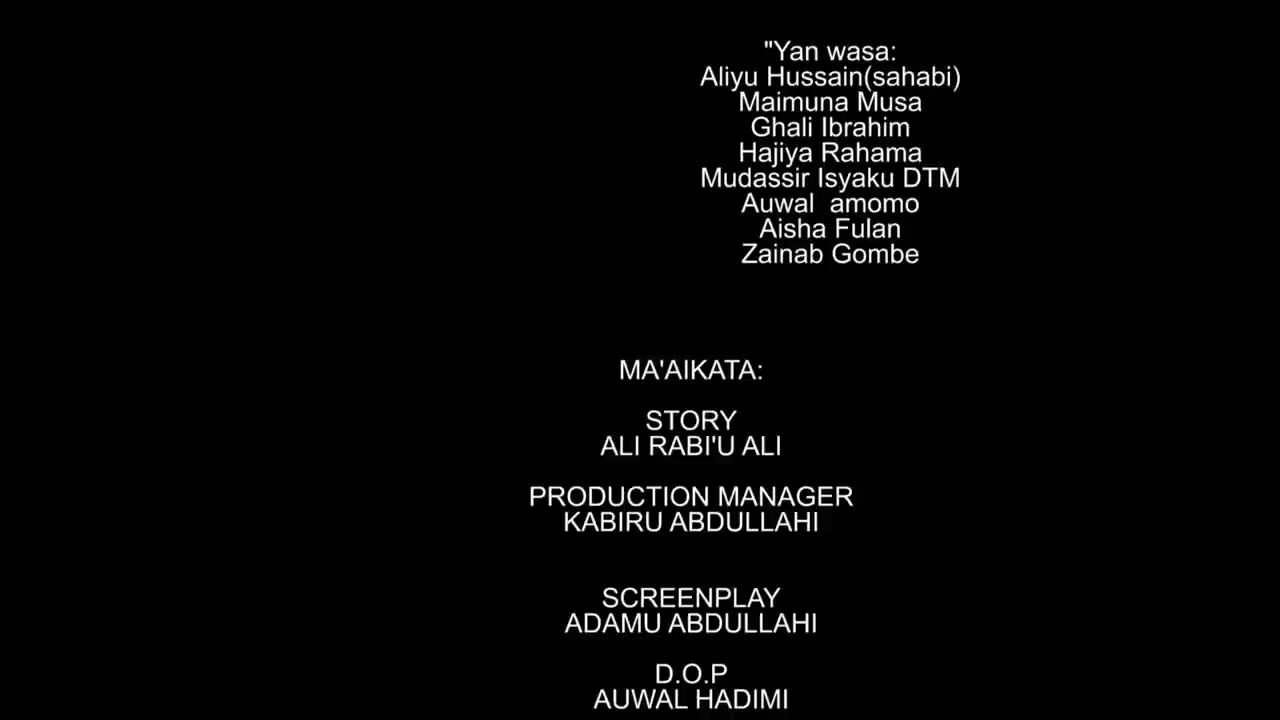 "Yan wasa:
Aliyu Hussain(sahabi)
Maimuna Musa
Ghali Ibrahim
Hajiya Rahama
Mudassir Isyaku DTM
Auwal  amomo
Aisha Fulan
Zainab Gombe
MA'AIKATA:
STORY
ALI RABI'U ALI
PRODUCTION MANAGER
KABIRU ABDULLAHI
SCREENPLAY
ADAMU ABDULLAHI
D.O.P
AUWAL HADIMI